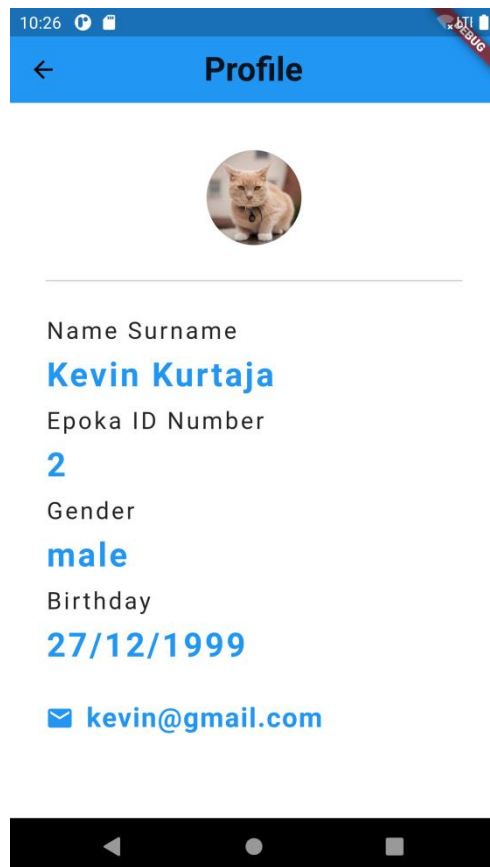 10:26
DEBUG
Profile
Name Surname
Kevin Kurtaja
Epoka ID Number
2
Gender
male
Birthday
27/12/1999
kevin@gmail.com